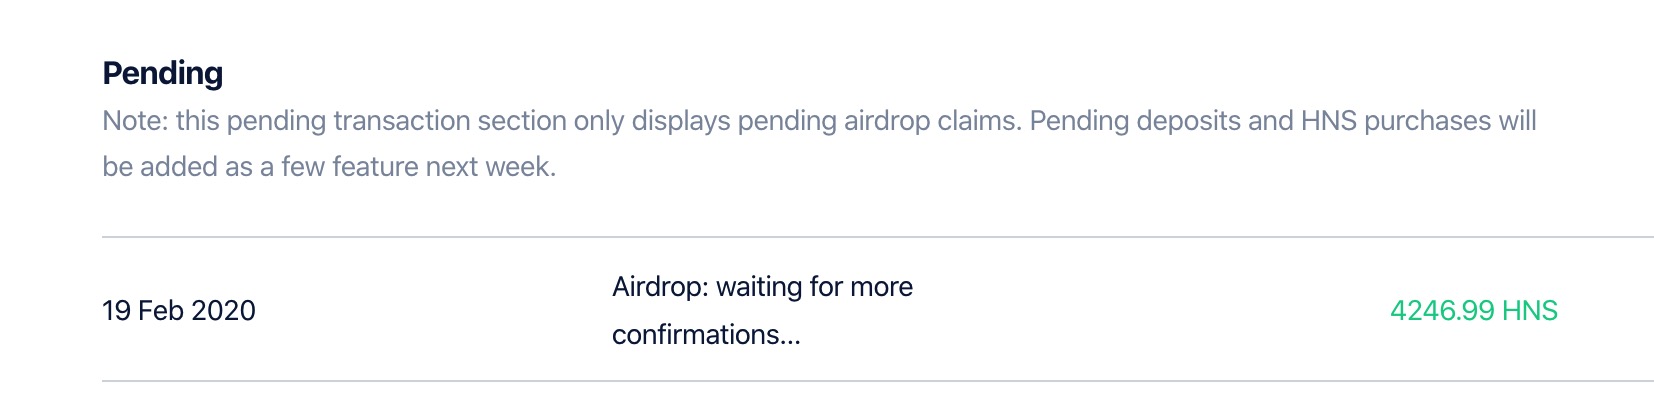 Pending
Note: this pending transaction section only displays pending airdrop claims. Pending deposits and HNS purchases will
be added as a few feature next week.
19 Feb 2020
Airdrop: waiting for more
confirmations...
4246.99 HNS